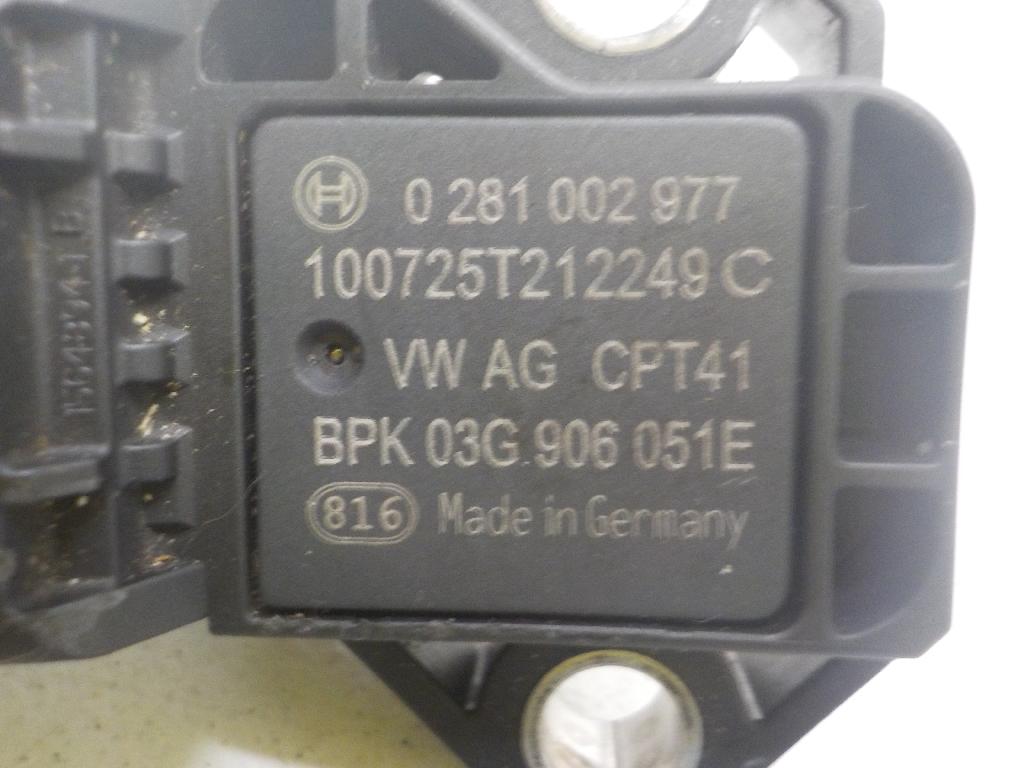 0 281 002 977
100725T212249 C
VW AG CPT41
BPK 03G 906 051E
816 Made in Germany